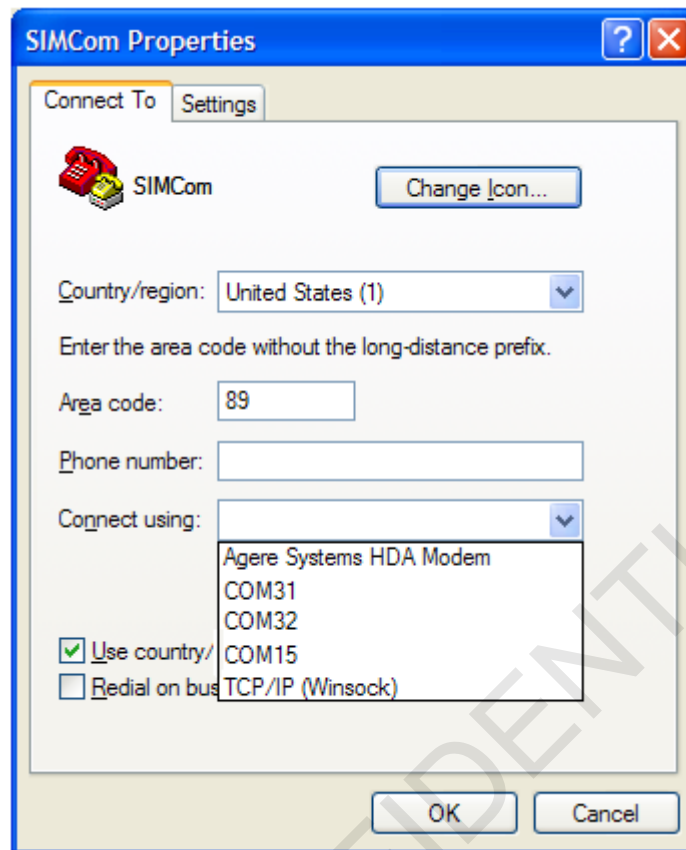 SIMCom Properties
Connect To Settings
SIMCom
Change Icon...
Country/region: United States (1)
Enter the area code without the long-distance prefix.
Area code: 89
Phone number:
Connect using:
Agere Systems HDA Modem
COM31
COM32
Use country/ COM15
Redial on bus TCP/IP (Winsock)
OK Cancel